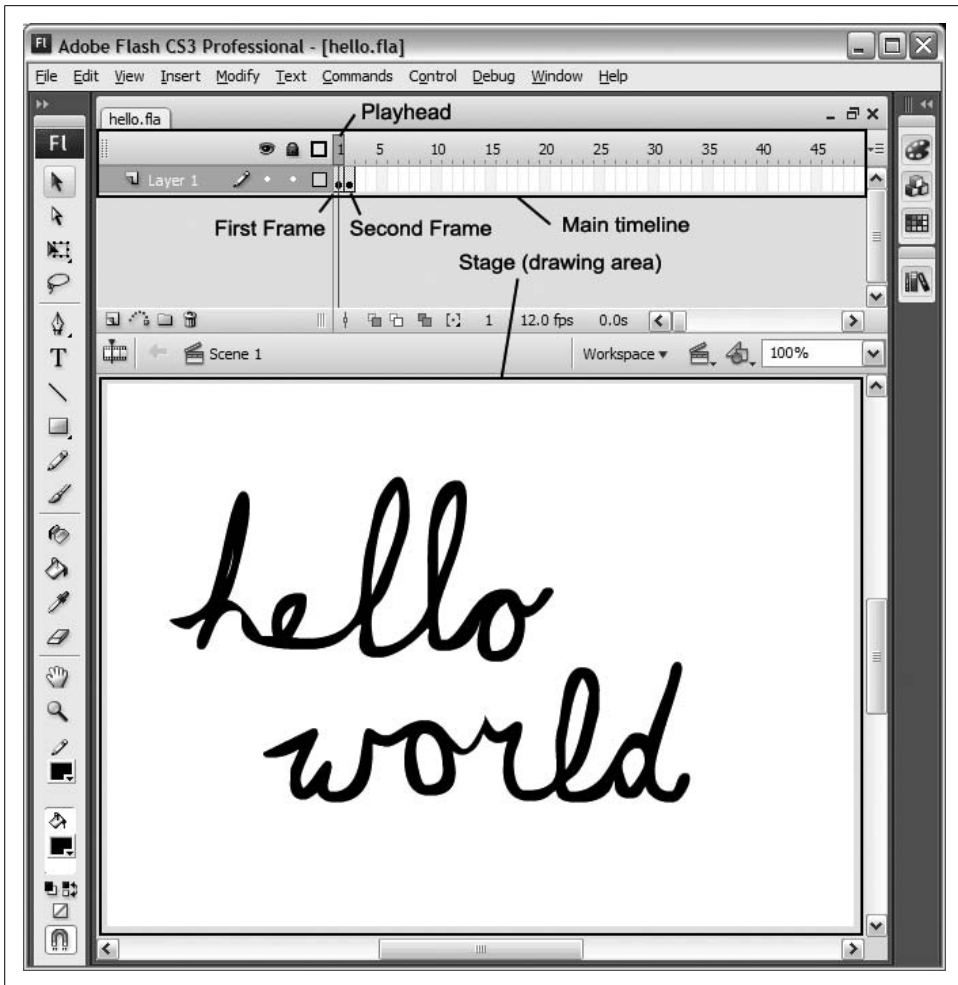 Fl Adobe Flash CS3 Professional - [hello.fla]
File Edit View Insert Modify Text Commands Control Debug Window Help
hello.fla
Playhead
Fl
1 5 10 15 20 25 30 35 40 45
Layer 1
First Frame
Second Frame
Main timeline
Stage (drawing area)
1 12.0 fps 0.0s
T
Scene 1
Workspace
100%
hello
world